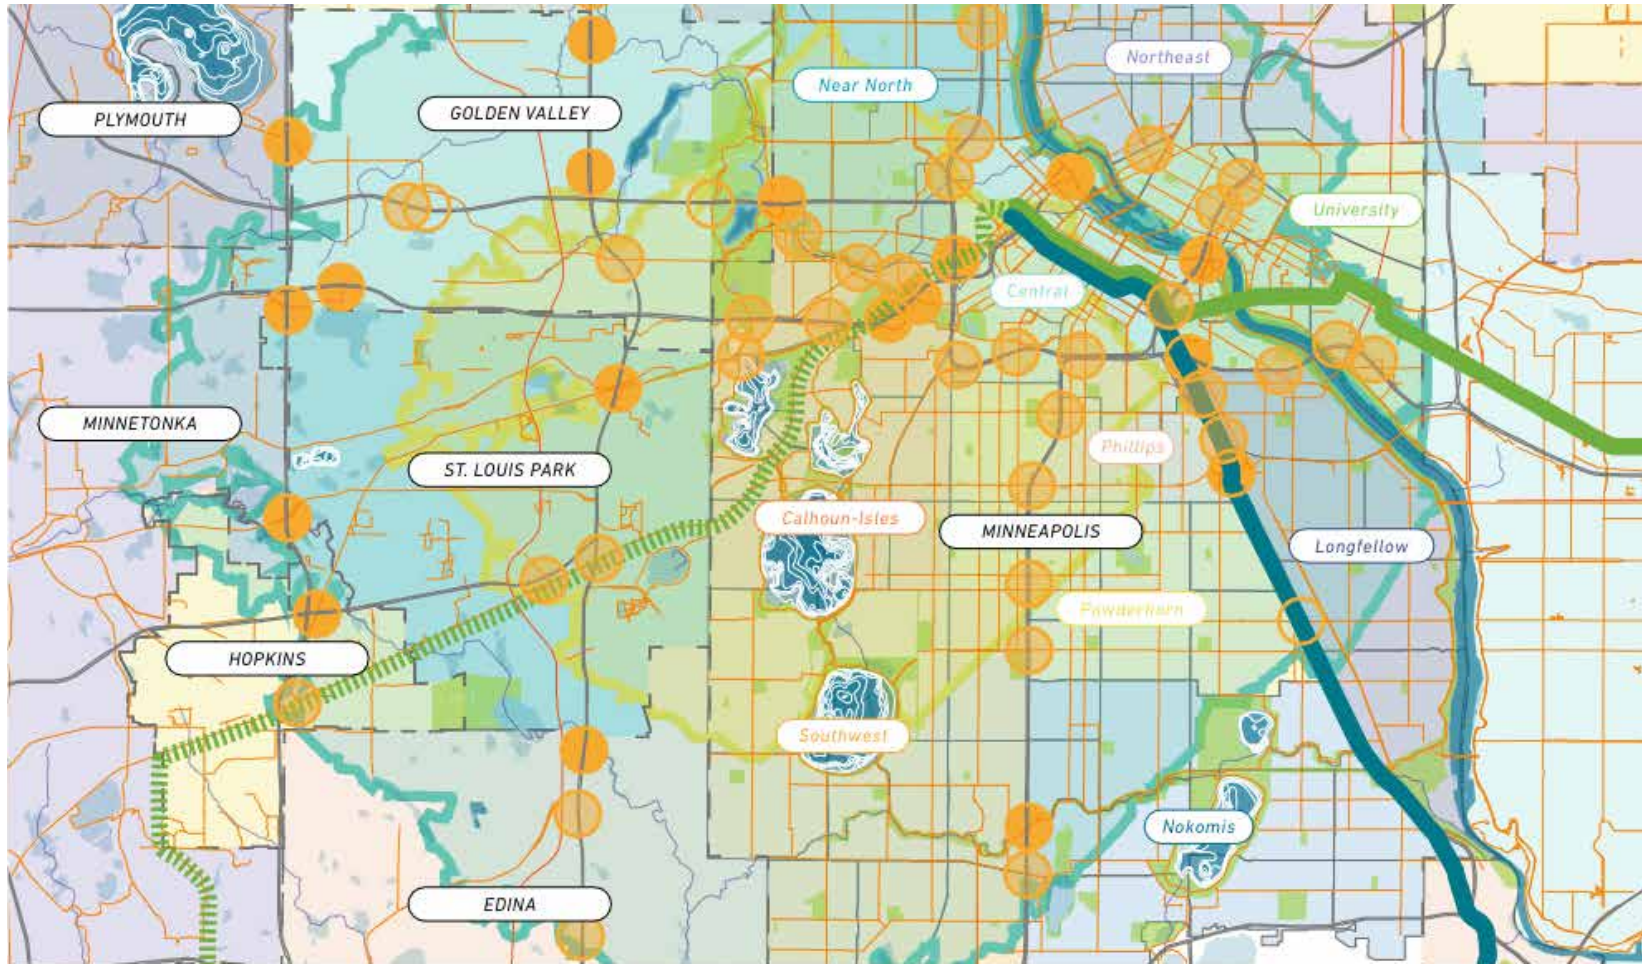 Northeast
Near North
PLYMOUTH
GOLDEN VALLEY
University
Central
MINNETONKA
Phillips
ST. LOUIS PARK
Calhoun-Isles
MINNEAPOLIS
Longfellow
Powderhorn
HOPKINS
Southwest
Nokomis
EDINA